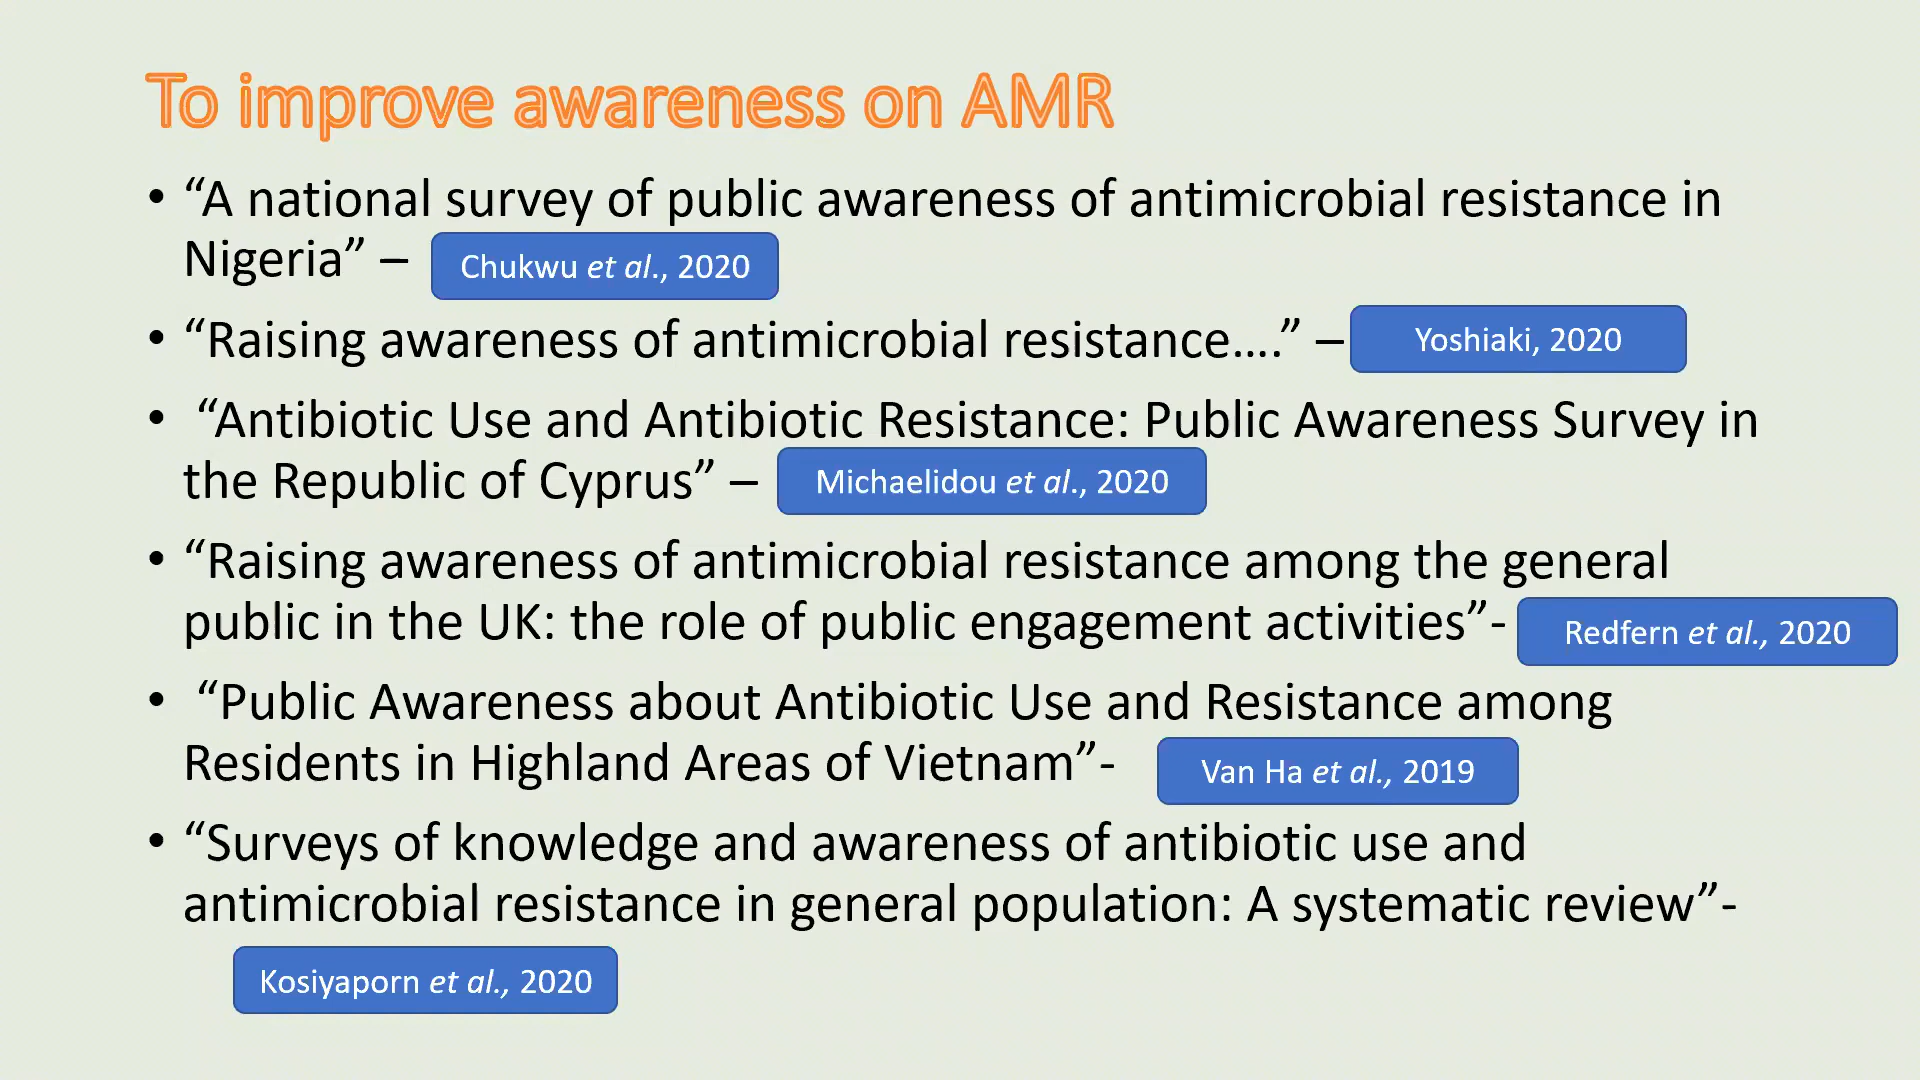 To improve awareness on AMR
• “A national survey of public awareness of antimicrobial resistance in
Nigeria” – Chukwu et al., 2020
• “Raising awareness of antimicrobial resistance….” – Yoshiaki, 2020
• “Antibiotic Use and Antibiotic Resistance: Public Awareness Survey in
the Republic of Cyprus” – Michaelidou et al., 2020
• “Raising awareness of antimicrobial resistance among the general
public in the UK: the role of public engagement activities”- Redfern et al., 2020
• “Public Awareness about Antibiotic Use and Resistance among
Residents in Highland Areas of Vietnam”- Van Ha et al., 2019
• “Surveys of knowledge and awareness of antibiotic use and
antimicrobial resistance in general population: A systematic review”-
Kosiyaporn et al., 2020